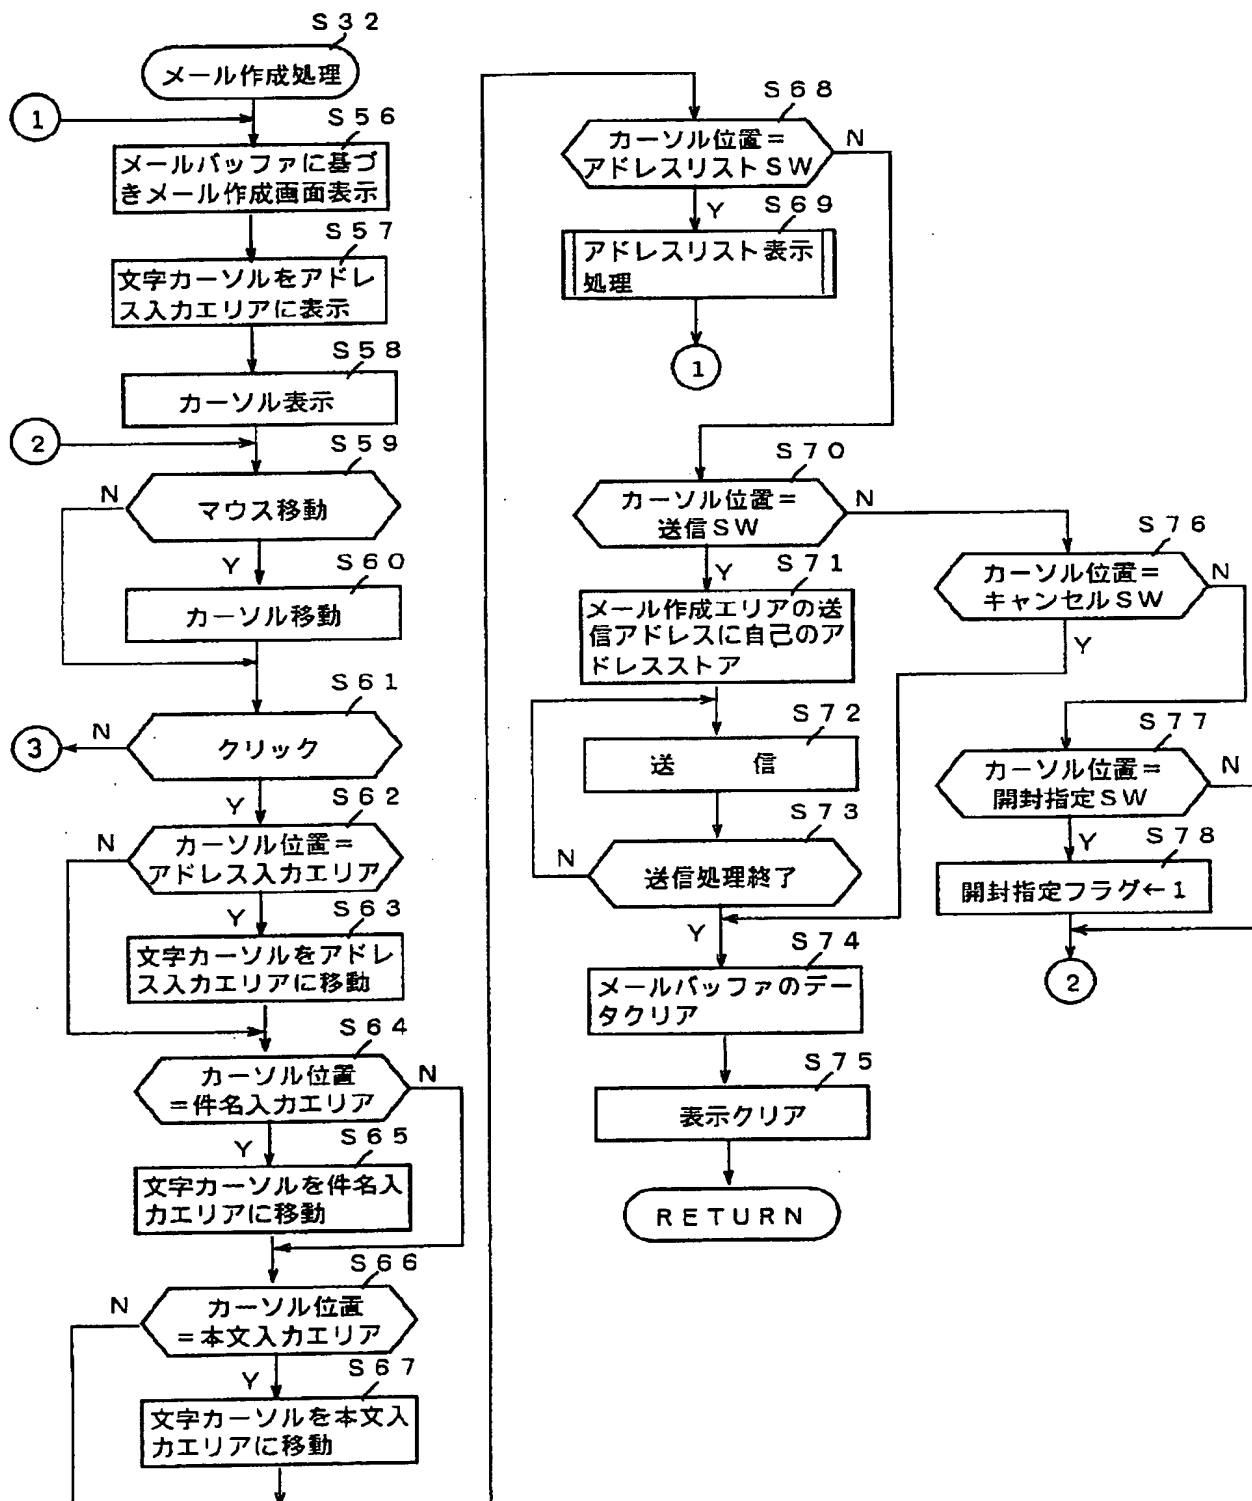 S32
メール作成処理
1
S56
メールバッファに基づ
きメール作成画面表示
S57
文字カーソルをアドレ
ス入力エリアに表示
S58
カーソル表示
2
S59
N
マウス移動
Y
S60
カーソル移動
S61
3
N
クリック
Y
S62
N
カーソル位置=
アドレス入力エリア
Y
S63
文字カーソルをアドレ
ス入力エリアに移動
S64
カーソル位置
=件名入力エリア
N
Y
S65
文字カーソルを件名入
力エリアに移動
S66
N
カーソル位置
=本文入力エリア
Y
S67
文字カーソルを本文入
力エリアに移動
S68
カーソル位置=
アドレスリストSW
N
Y
S69
アドレスリスト表示
処理
1
S70
カーソル位置=
送信SW
N
Y
S71
メール作成エリアの送
信アドレスに自己のア
ドレスストア
S72
送 信
S73
N
送信処理終了
Y
S74
メールバッファのデー
タクリア
S75
表示クリア
RETURN
S76
カーソル位置=
キャンセルSW
N
Y
S77
カーソル位置=
開封指定SW
N
Y
S78
開封指定フラグ←1
2